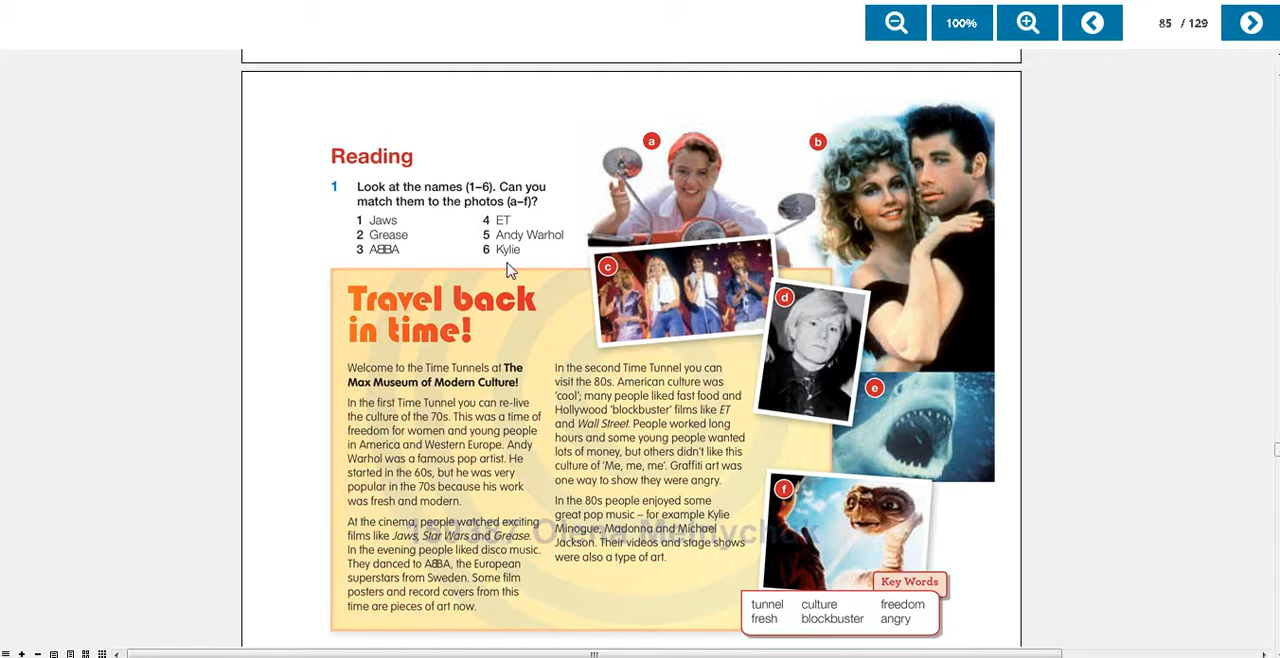 100%
85 / 129
Reading
1 Look at the names (1–6). Can you
match them to the photos (a–f)?
1 Jaws
2 Grease
3 ABBA
4 ET
5 Andy Warhol
6 Kylie
a
b
c
d
e
f
Travel back
in time!
Welcome to the Time Tunnels at The
Max Museum of Modern Culture!
In the first Time Tunnel you can re-live
the culture of the 70s. This was a time of
freedom for women and young people
in America and Western Europe. Andy
Warhol was a famous pop artist. He
started in the 60s, but he was very
popular in the 70s because his work
was fresh and modern.
At the cinema, people watched exciting
films like Jaws, Star Wars and Grease.
In the evening people liked disco music.
They danced to ABBA, the European
superstars from Sweden. Some film
posters and record covers from this
time are pieces of art now.
In the second Time Tunnel you can
visit the 80s. American culture was
‘cool’; many people liked fast food and
Hollywood ‘blockbuster’ films like ET
and Wall Street. People worked long
hours and some young people wanted
lots of money, but others didn’t like this
culture of ‘Me, me, me’. Graffiti art was
one way to show they were angry.
In the 80s people enjoyed some
great pop music – for example Kylie
Minogue, Madonna and Michael
Jackson. Their videos and stage shows
were also a type of art.
Olena Melnychak
Key Words
tunnel culture freedom
fresh blockbuster angry